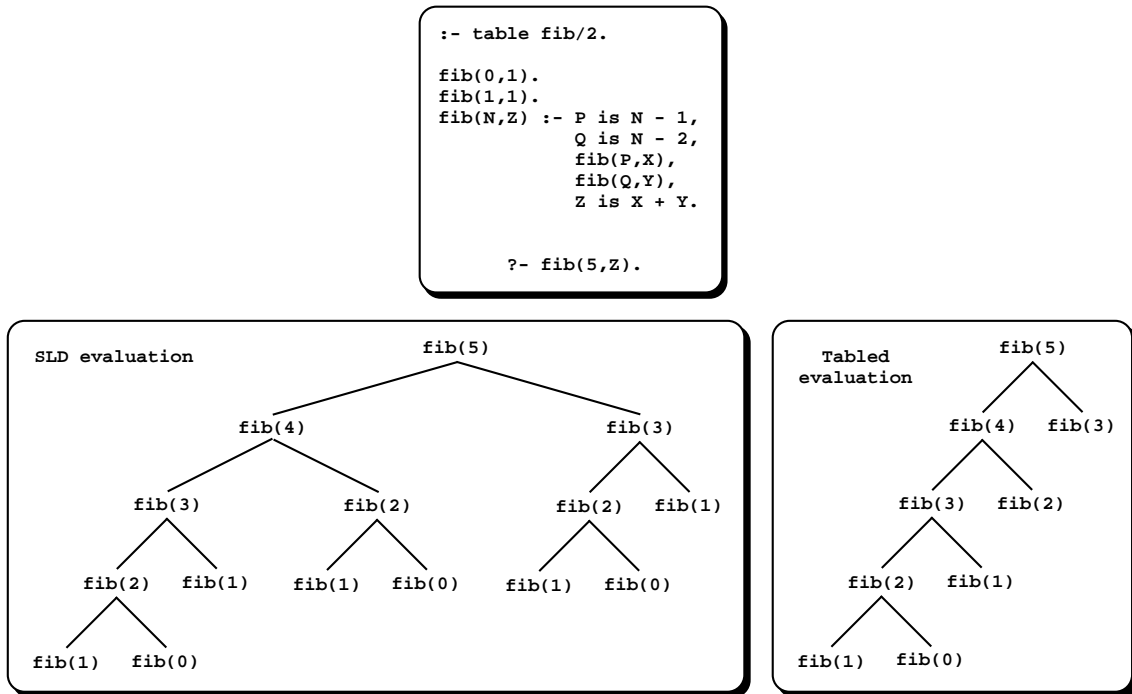 :- table fib/2.
fib(0,1).
fib(1,1).
fib(N,Z) :- P is N - 1,
Q is N - 2,
fib(P,X),
fib(Q,Y),
Z is X + Y.
?- fib(5,Z).
SLD evaluation
fib(5)
fib(4) fib(3)
fib(3) fib(2) fib(2) fib(1)
fib(2) fib(1) fib(1) fib(0) fib(1) fib(0)
fib(1) fib(0)
Tabled
evaluation
fib(5)
fib(4) fib(3)
fib(3) fib(2)
fib(2) fib(1)
fib(1) fib(0)